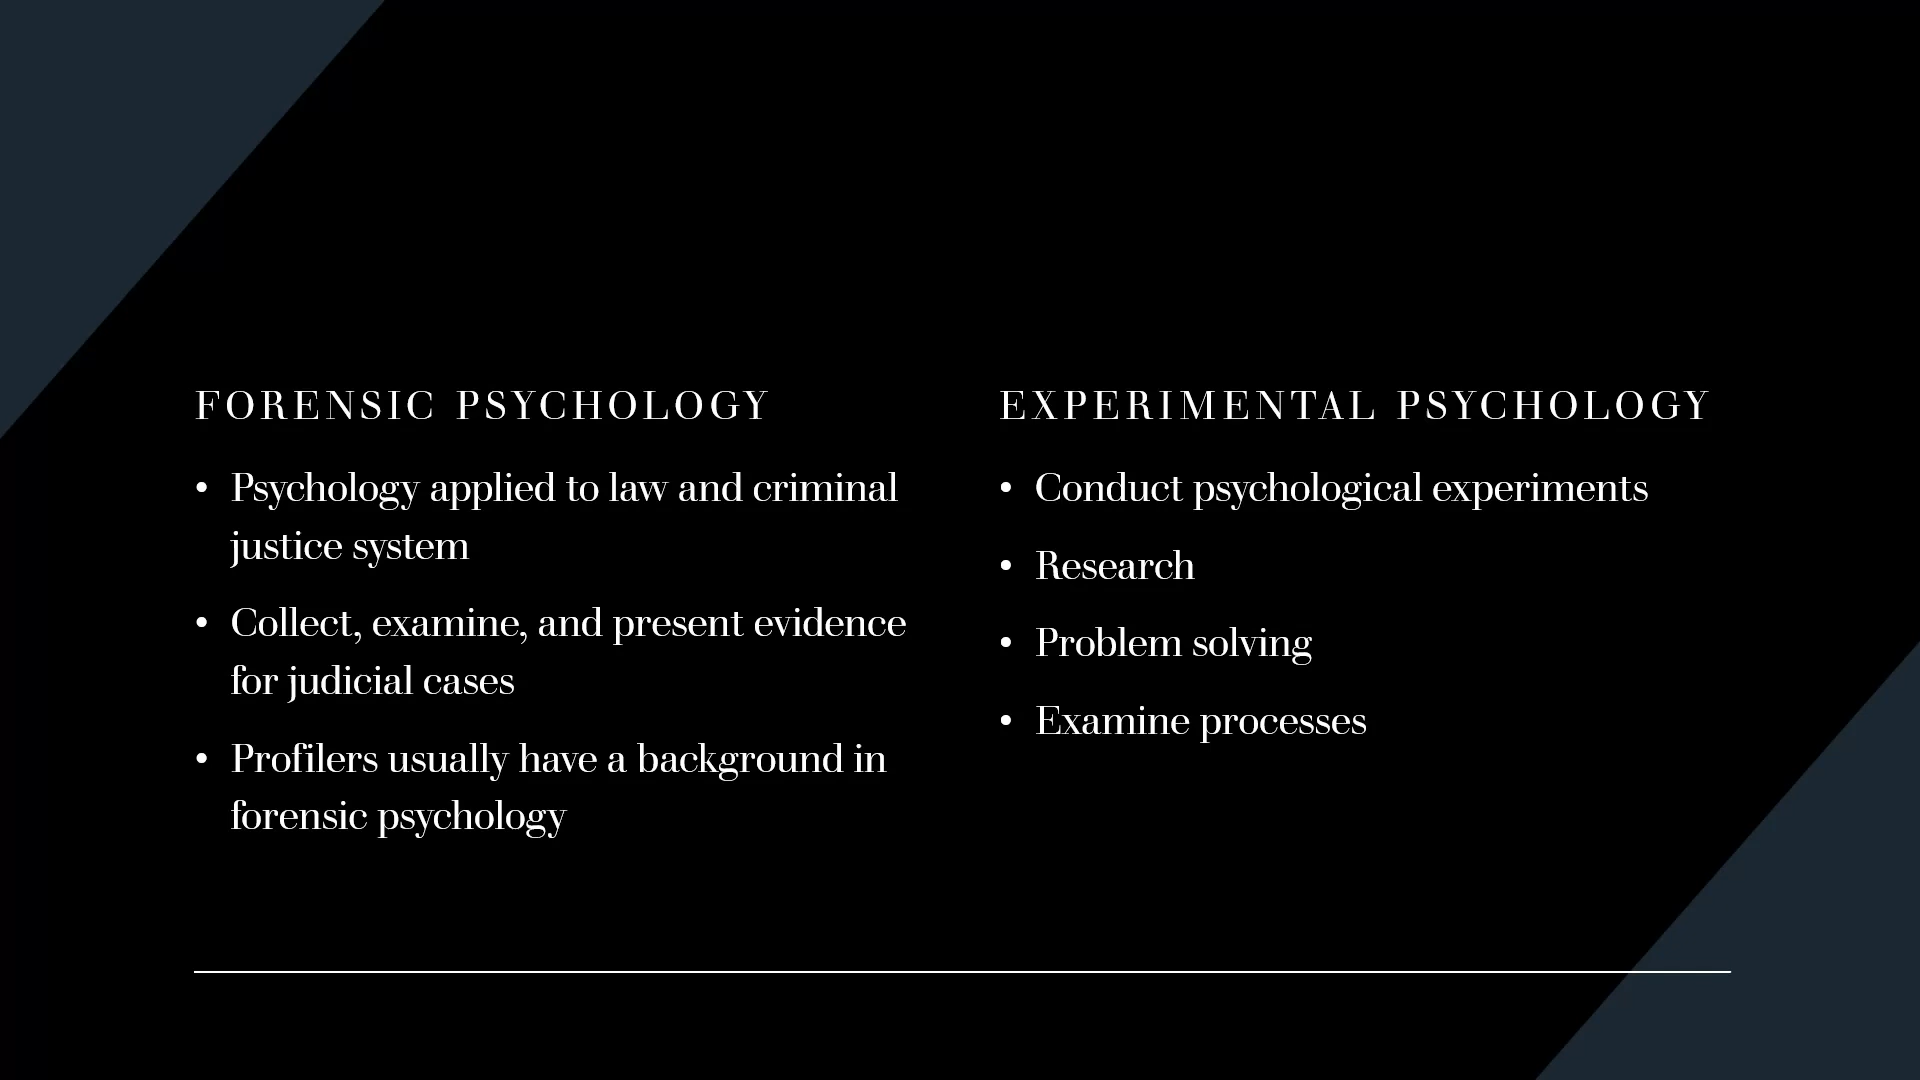 FORENSIC PSYCHOLOGY
• Psychology applied to law and criminal
justice system
• Collect, examine, and present evidence
for judicial cases
• Profilers usually have a background in
forensic psychology
EXPERIMENTAL PSYCHOLOGY
• Conduct psychological experiments
• Research
• Problem solving
• Examine processes